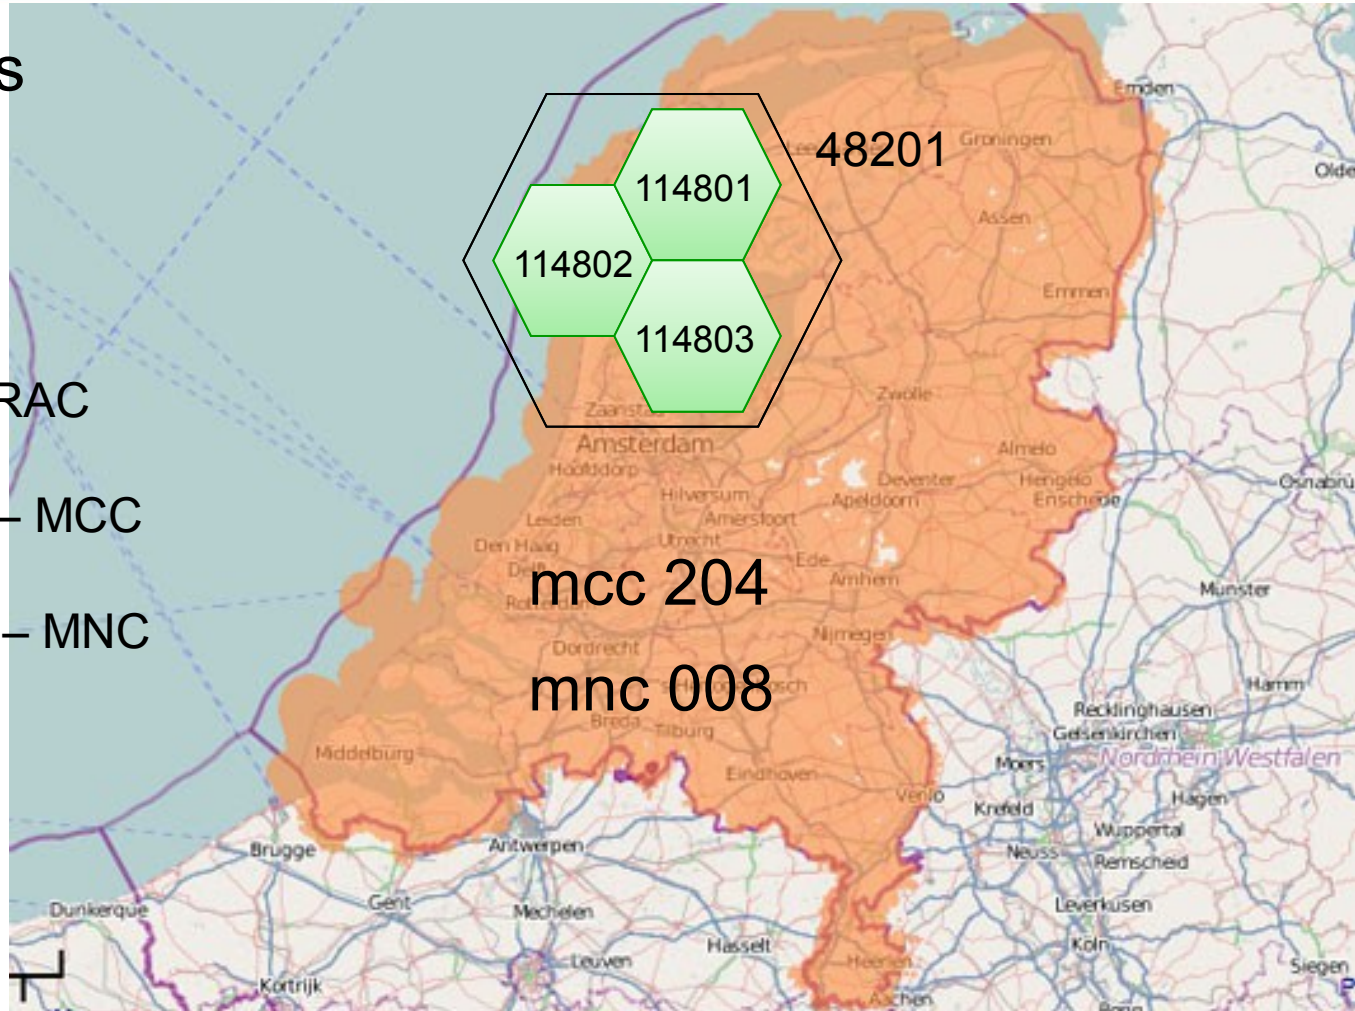 s
Emden
48201
Groningen
Olde
114801
Assen
114802
Emmen
114803
RAC
Zwolle
Zaanstad
Amsterdam
Almelo
Hoofddorp
Deventer
Hengelo
Osnabrü
Hilversum
Apeldoorn
Enschede
– MCC
Leiden
Amersfoort
Utrecht
Den Haag
Ede
mcc 204
Arnhem
Münster
– MNC
Nijmegen
Dordrecht
mnc 008
Hamm
Recklinghausen
Breda
Tilburg
Gelsenkirchen
Middelburg
Moers
Nordrhein-Westfalen
Eindhoven
Venlo
Krefeld
Hagen
Wuppertal
Brugge
Antwerpen
Neuss
Remscheid
Dunkerque
Gent
Mechelen
Leverkusen
Hasselt
Köln
Leuven
Heerlen
Siegen
Kortrijk
Aachen
Bonn